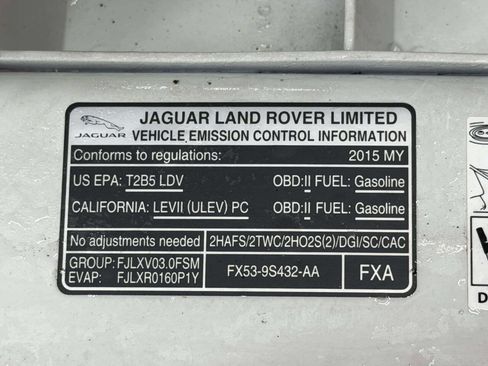 JAGUAR
JAGUAR LAND ROVER LIMITED
VEHICLE EMISSION CONTROL INFORMATION
Conforms to regulations: 2015 MY
US EPA: T2B5 LDV OBD:II FUEL: Gasoline
CALIFORNIA: LEVII (ULEV) PC OBD:II FUEL: Gasoline
No adjustments needed 2HAFS/2TWC/2HO2S(2)/DGI/SC/CAC
GROUP: FJLXV03.0FSM
EVAP: FJLXR0160P1Y
FX53-9S432-AA
FXA